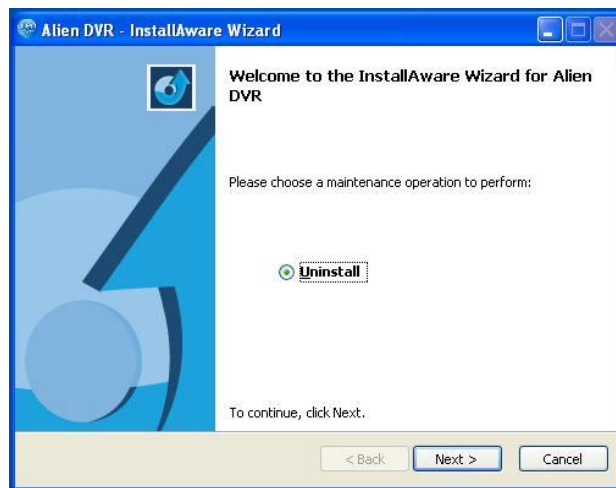 Alien DVR - InstallAware Wizard
Welcome to the InstallAware Wizard for Alien
DVR
Please choose a maintenance operation to perform:
Uninstall
To continue, click Next.
< Back
Next >
Cancel